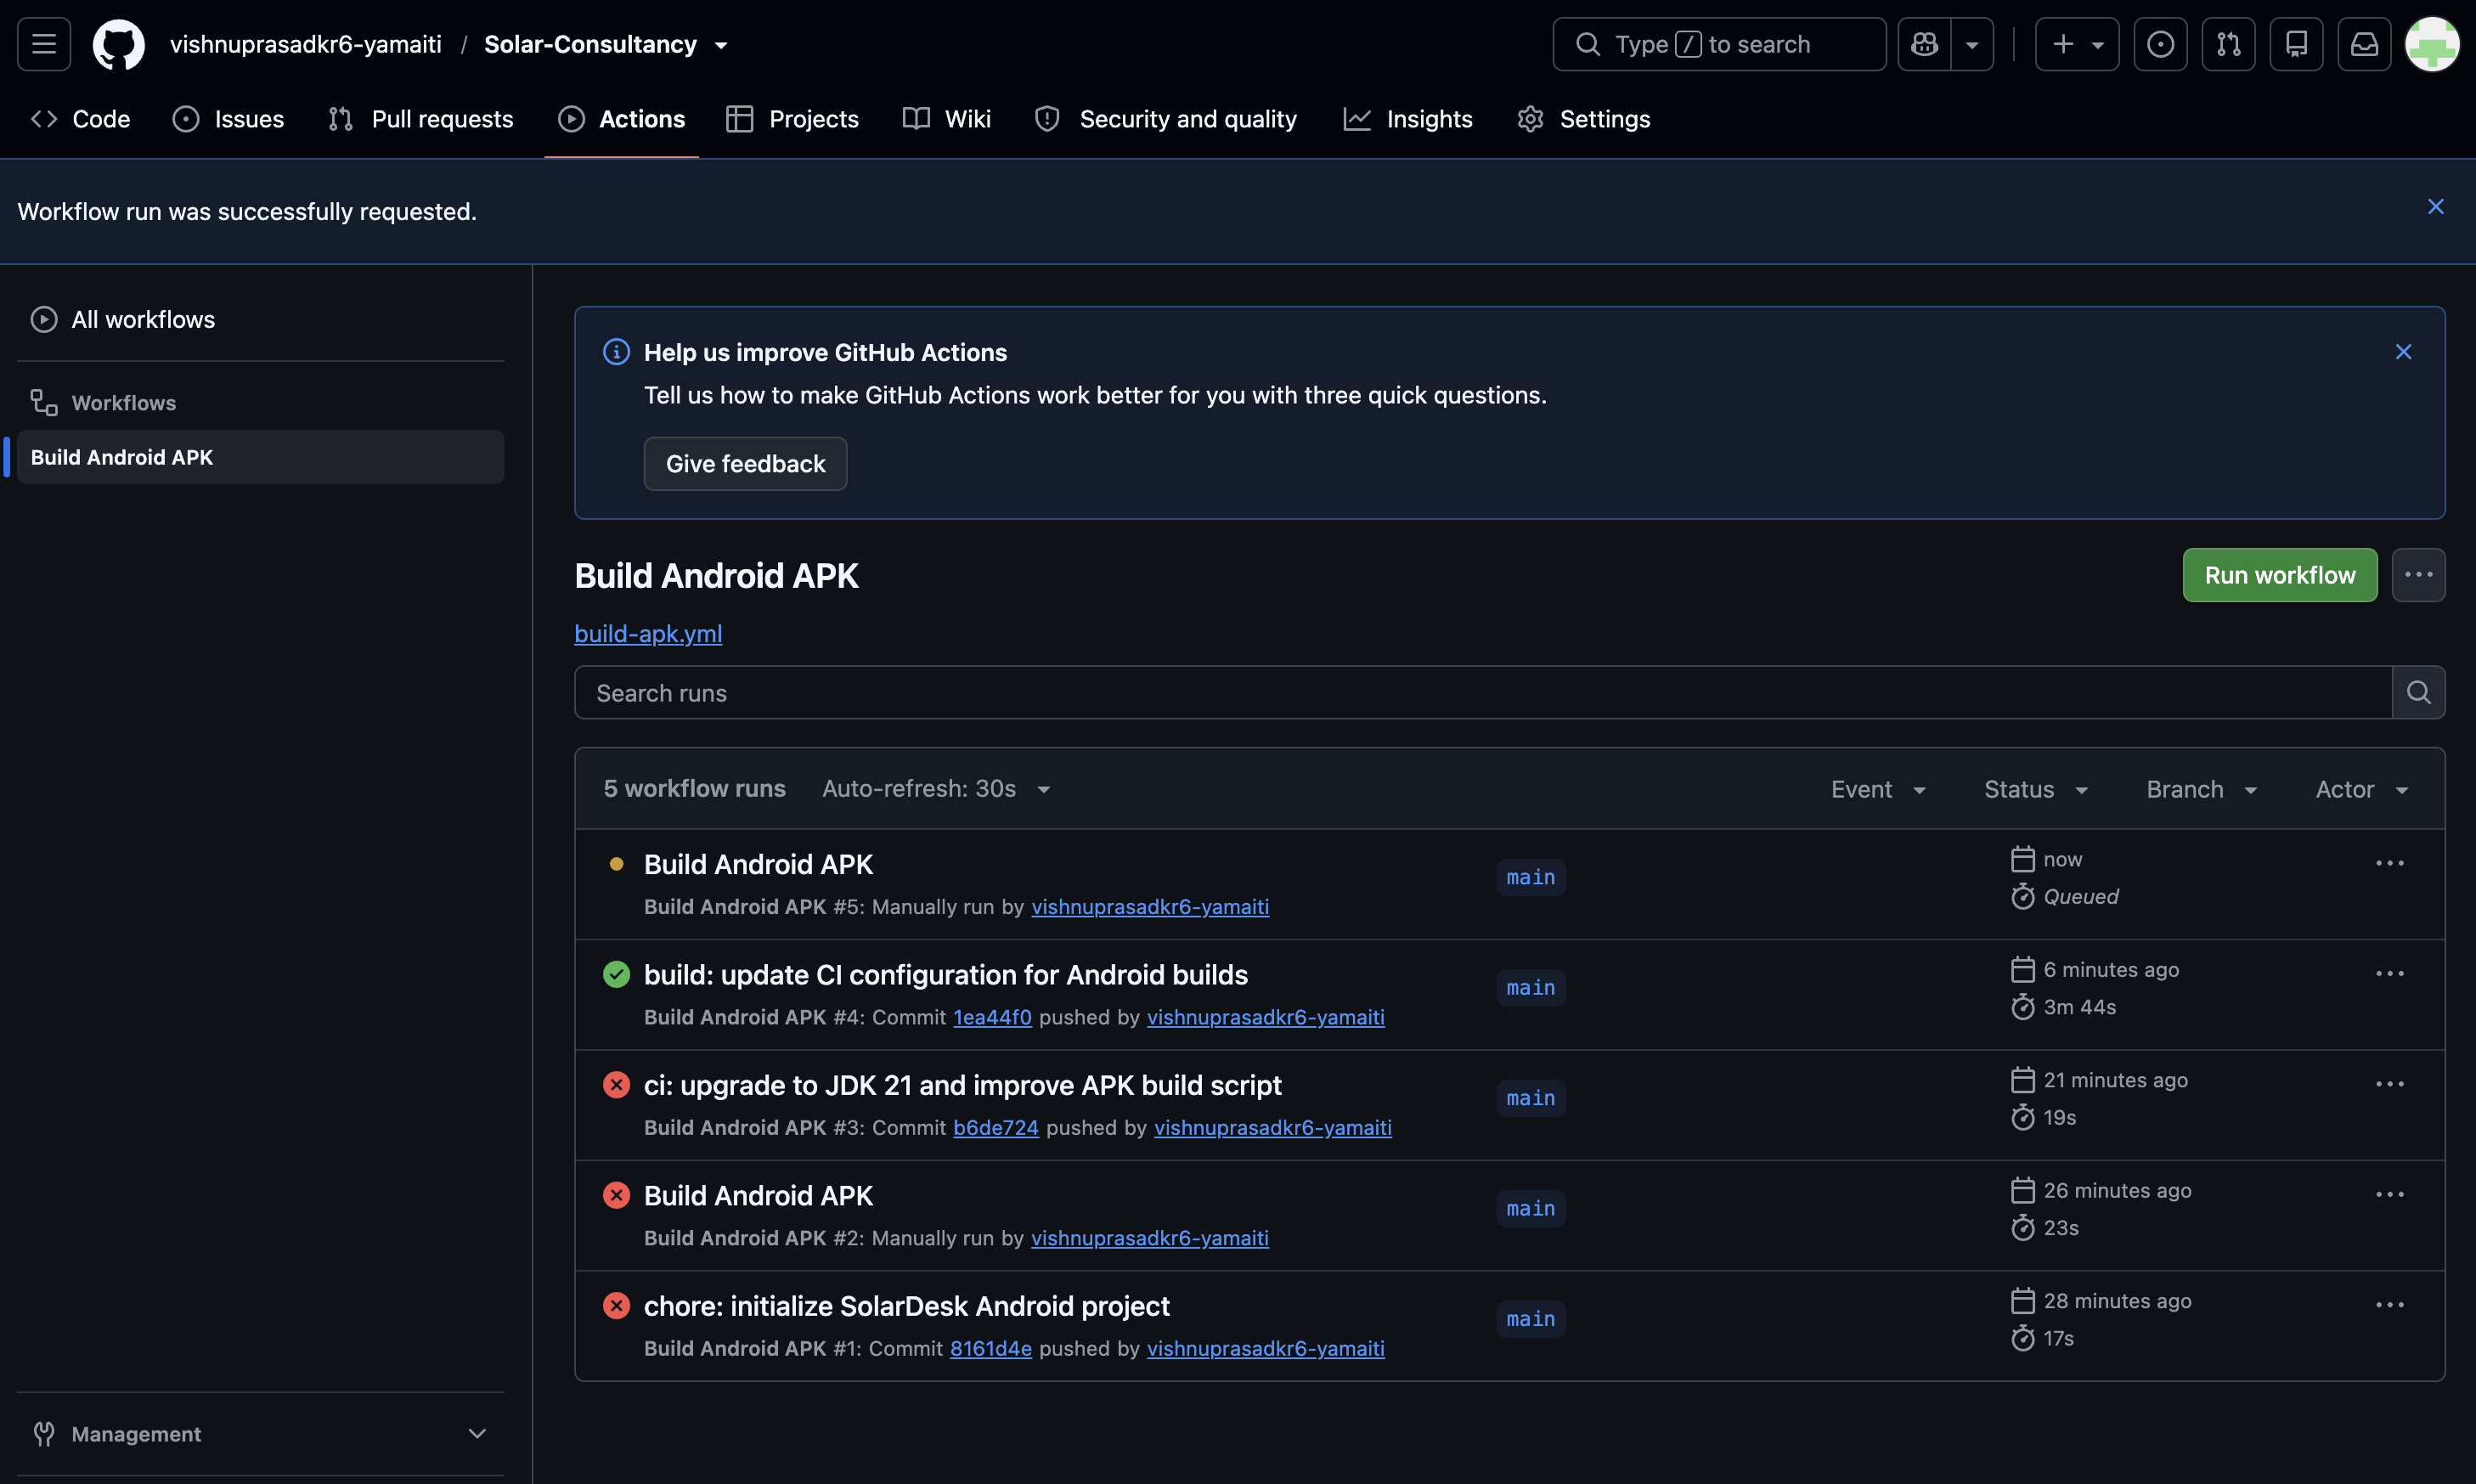 vishnuprasadkr6-yamaiti / Solar-Consultancy
Type / to search
Code
Issues
Pull requests
Actions
Projects
Wiki
Security and quality
Insights
Settings
Workflow run was successfully requested.
All workflows
Workflows
Build Android APK
Management
Help us improve GitHub Actions
Tell us how to make GitHub Actions work better for you with three quick questions.
Give feedback
Build Android APK
Run workflow
build-apk.yml
Search runs
5 workflow runs
Auto-refresh: 30s
Event
Status
Branch
Actor
Build Android APK
Build Android APK #5: Manually run by vishnuprasadkr6-yamaiti
main
now
Queued
build: update CI configuration for Android builds
Build Android APK #4: Commit 1ea44f0 pushed by vishnuprasadkr6-yamaiti
main
6 minutes ago
3m 44s
ci: upgrade to JDK 21 and improve APK build script
Build Android APK #3: Commit b6de724 pushed by vishnuprasadkr6-yamaiti
main
21 minutes ago
19s
Build Android APK
Build Android APK #2: Manually run by vishnuprasadkr6-yamaiti
main
26 minutes ago
23s
chore: initialize SolarDesk Android project
Build Android APK #1: Commit 8161d4e pushed by vishnuprasadkr6-yamaiti
main
28 minutes ago
17s